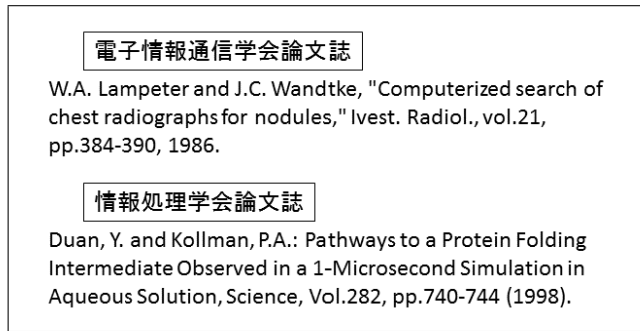 電子情報通信学会論文誌
W.A. Lampeter and J.C. Wandtke, "Computerized search of
chest radiographs for nodules," Ivest. Radiol., vol.21,
pp.384-390, 1986.
情報処理学会論文誌
Duan, Y. and Kollman, P.A.: Pathways to a Protein Folding
Intermediate Observed in a 1-Microsecond Simulation in
Aqueous Solution, Science, Vol.282, pp.740-744 (1998).